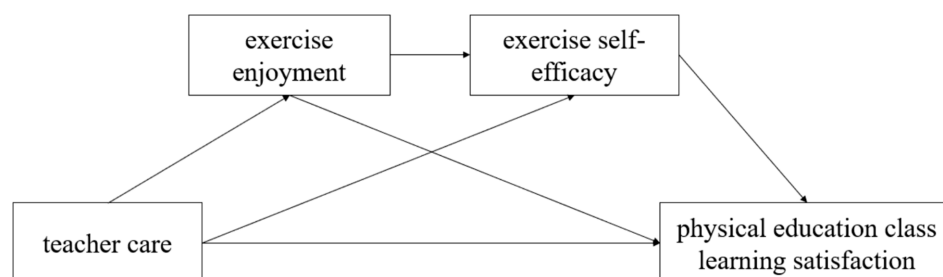 exercise
enjoyment
exercise self-
efficacy
teacher care
physical education class
learning satisfaction